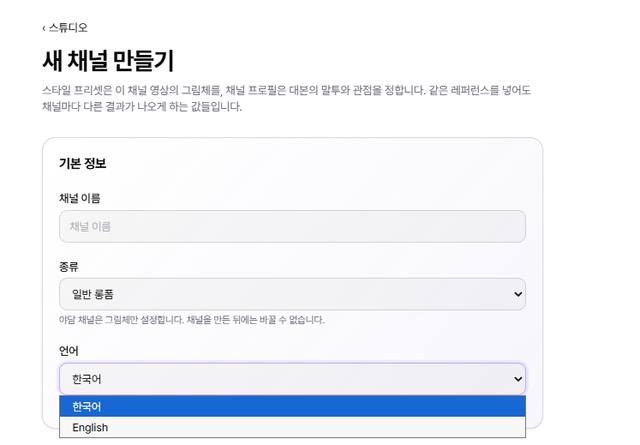 ‹ 스튜디오
새 채널 만들기
스타일 프리셋은 이 채널 영상의 그림체를, 채널 프로필은 대본의 말투와 관점을 정합니다. 같은 레퍼런스를 넣어도
채널마다 다른 결과가 나오게 하는 값들입니다.
기본 정보
채널 이름
채널 이름
종류
일반 롱폼
야담 채널은 그림체만 설정합니다. 채널을 만든 뒤에는 바꿀 수 없습니다.
언어
한국어
한국어
English